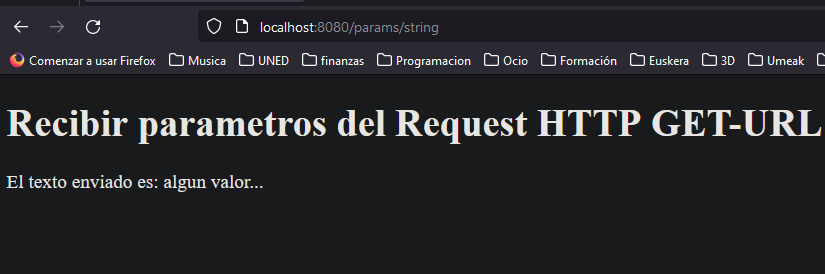 localhost:8080/params/string
Comenzar a usar Firefox Musica UNED finanzas Programacion Ocio Formación Euskera 3D Umeak
Recibir parametros del Request HTTP GET-URL
El texto enviado es: algun valor...